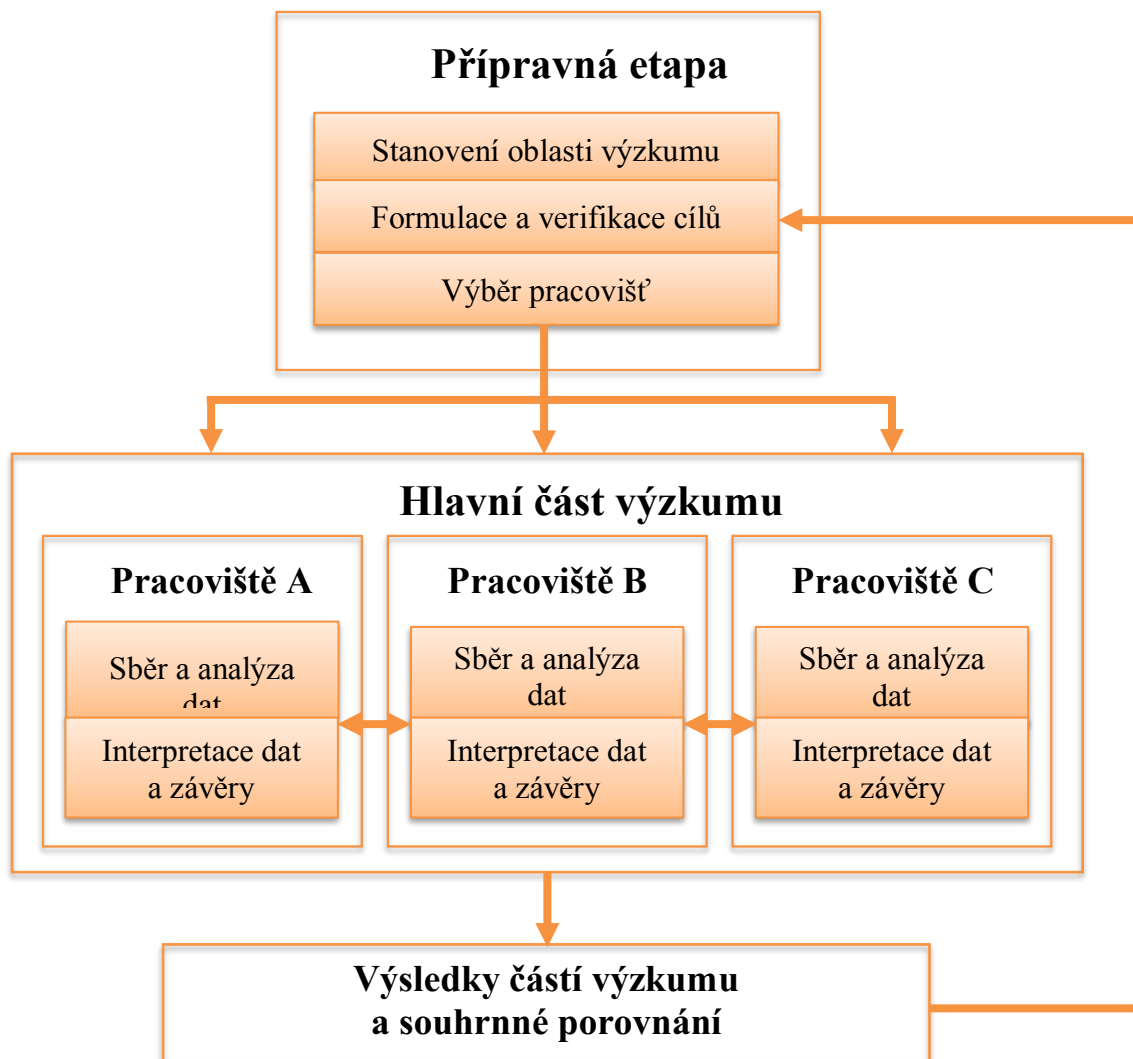 Přípravná etapa
Stanovení oblasti výzkumu
Formulace a verifikace cílů
Výběr pracovišť
Hlavní část výzkumu
Pracoviště A
Sběr a analýza
dat
Interpretace dat
a závěry
Pracoviště B
Sběr a analýza
dat
Interpretace dat
a závěry
Pracoviště C
Sběr a analýza
dat
Interpretace dat
a závěry
Výsledky částí výzkumu
a souhrnné porovnání